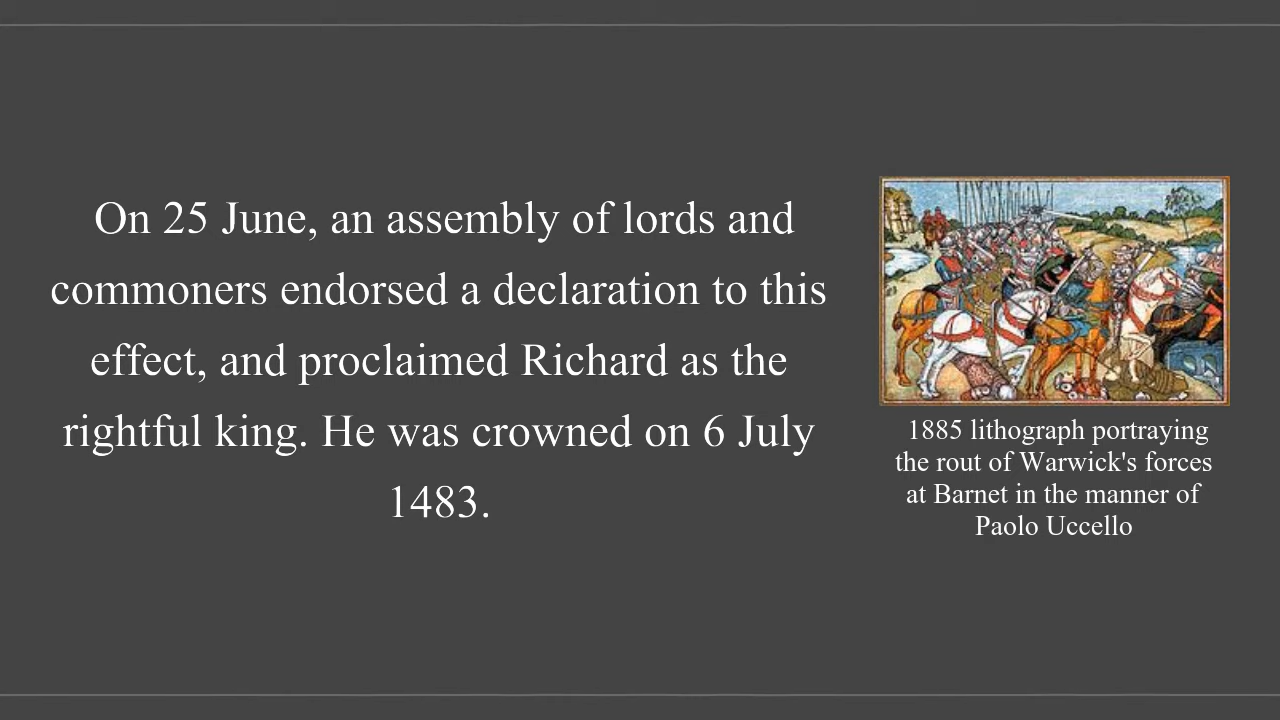 On 25 June, an assembly of lords and
commoners endorsed a declaration to this
effect, and proclaimed Richard as the
rightful king. He was crowned on 6 July
1483.
1885 lithograph portraying
the rout of Warwick's forces
at Barnet in the manner of
Paolo Uccello